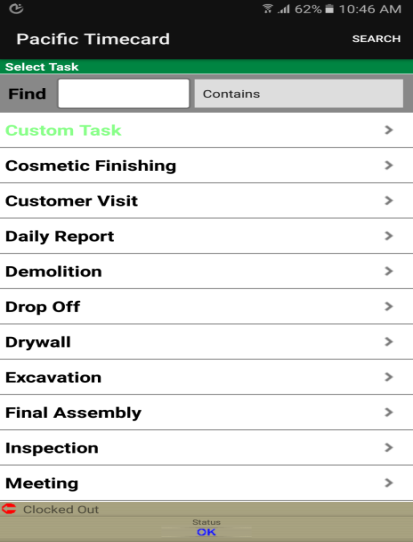 62% 10:46 AM
Pacific Timecard SEARCH
Select Task
Find Contains
Custom Task
Cosmetic Finishing
Customer Visit
Daily Report
Demolition
Drop Off
Drywall
Excavation
Final Assembly
Inspection
Meeting
Clocked Out
Status
OK